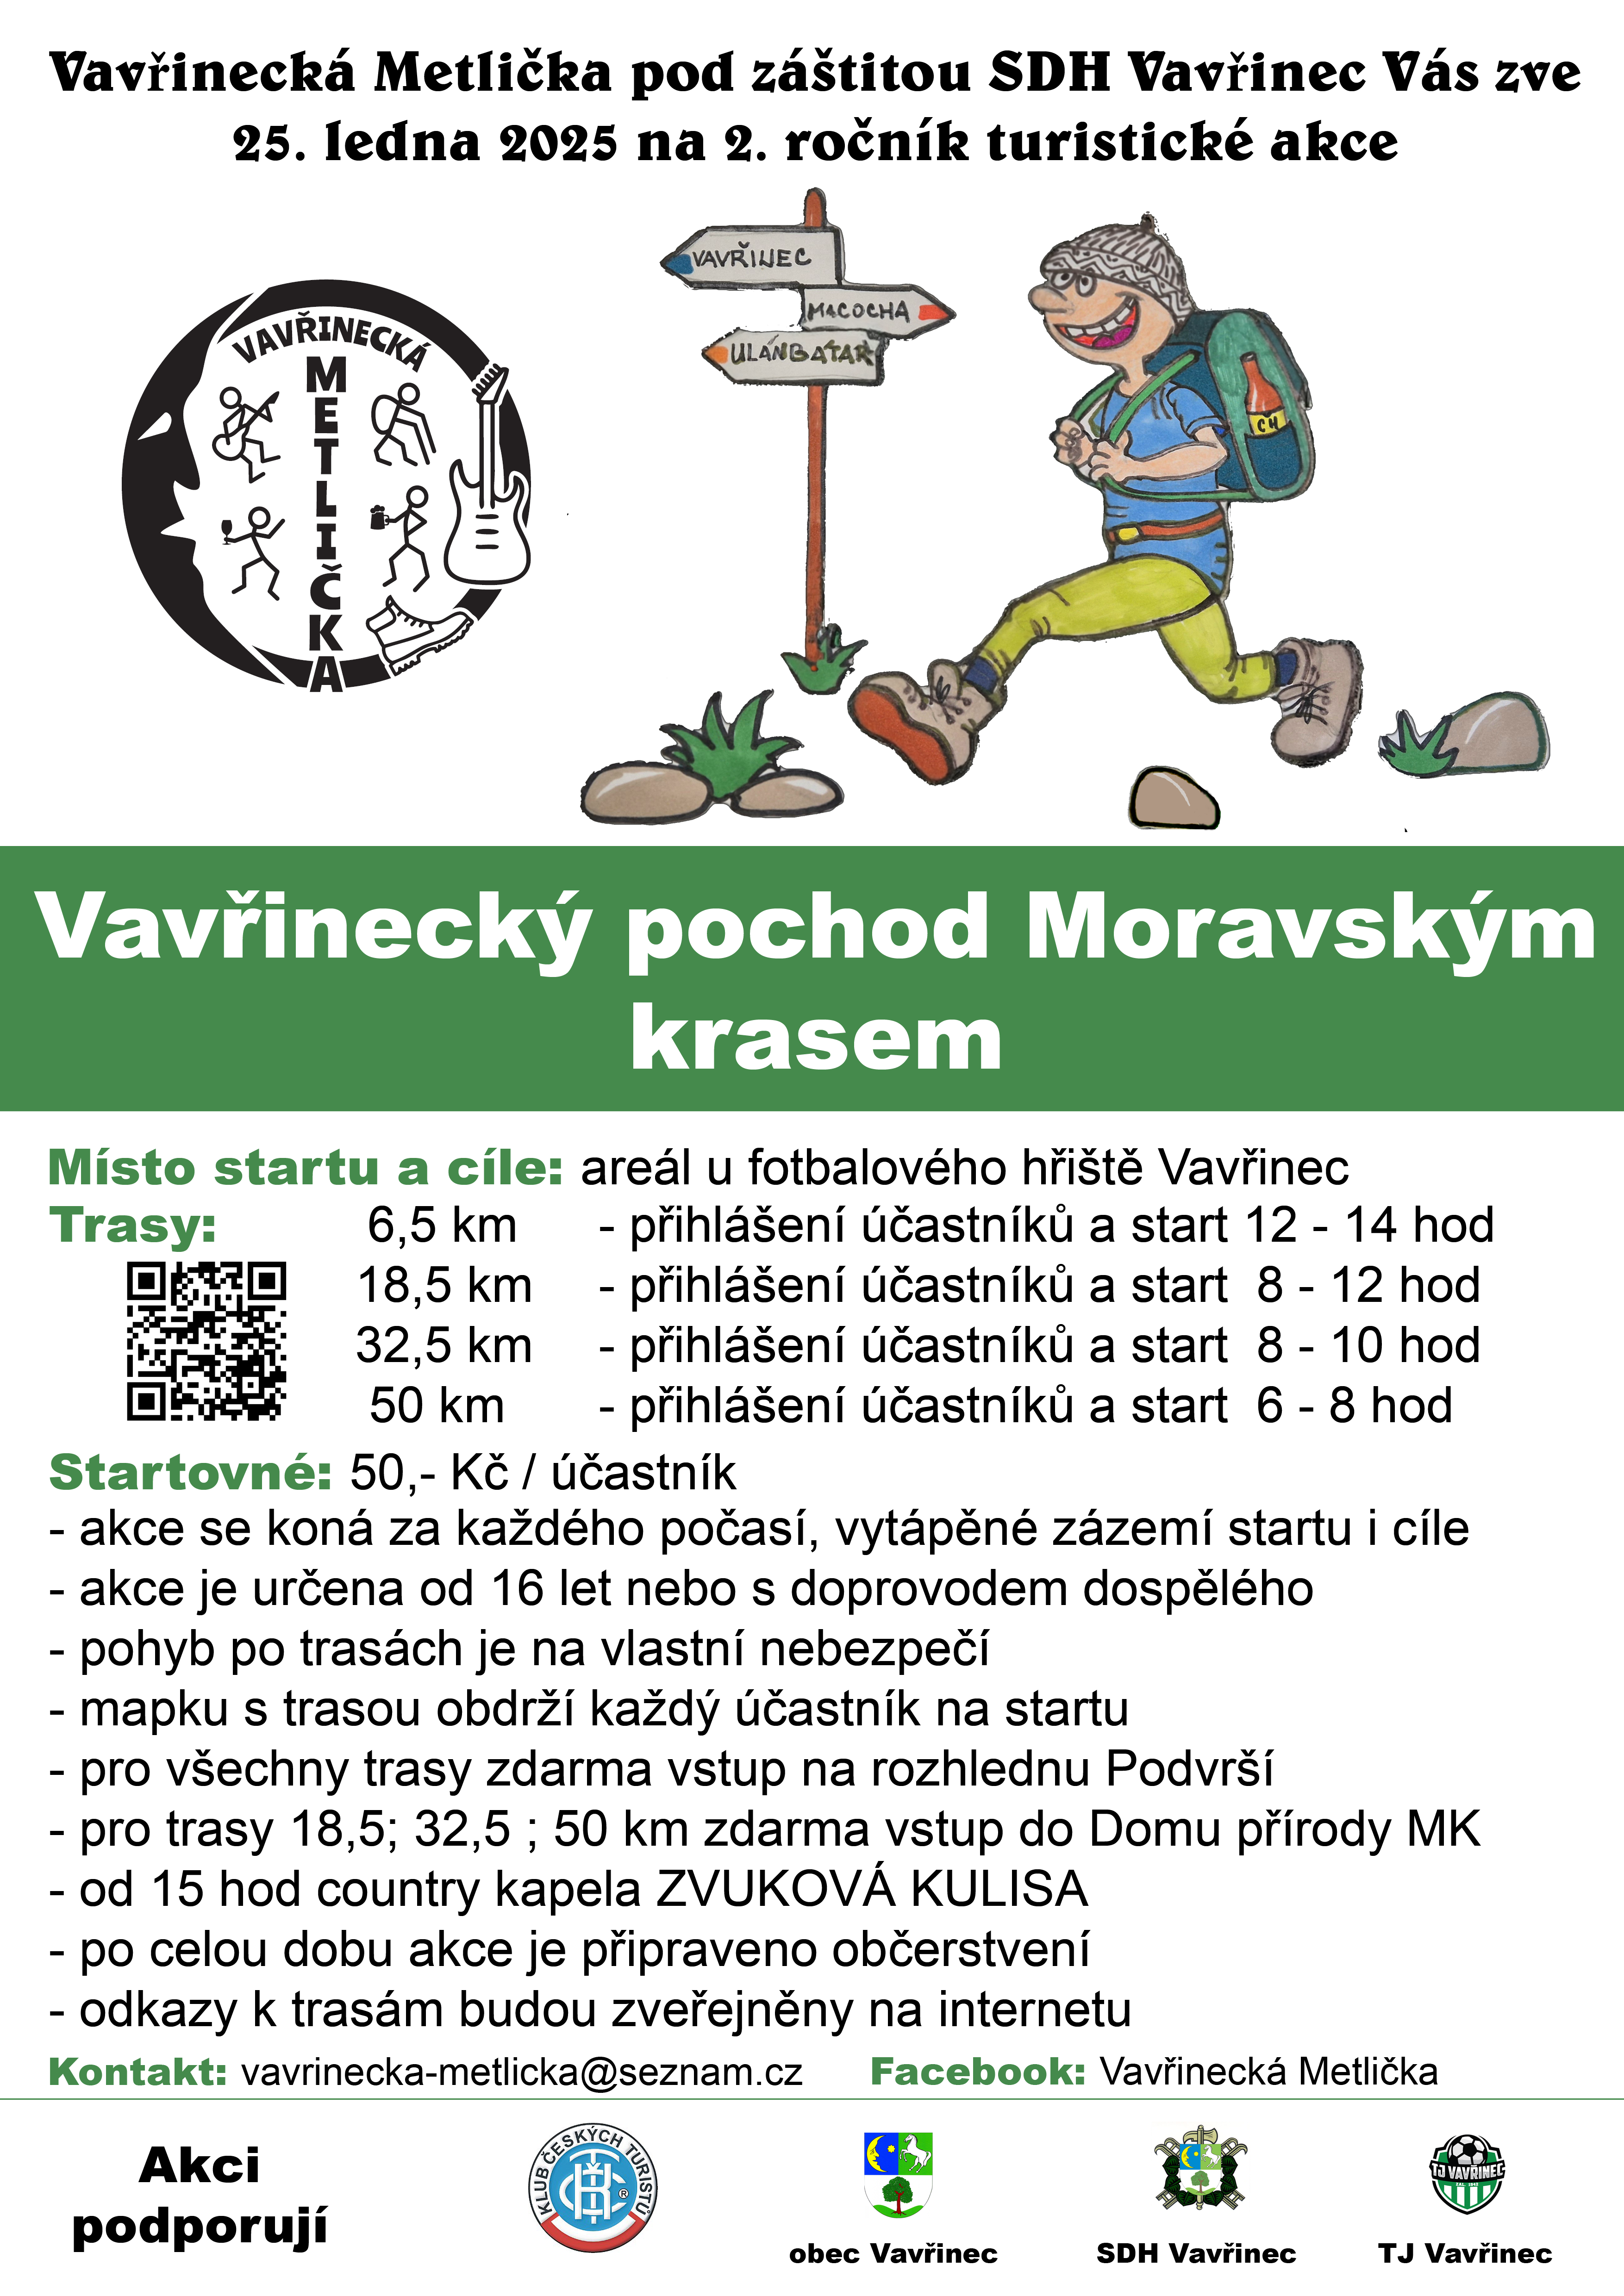 Vavřinecká Metlička pod záštitou SDH Vavřinec Vás zve
25. ledna 2025 na 2. ročník turistické akce
VAVŘINECKÁ
METLIČKA
VAVŘINEC
MACOCHA
ULÁNBÁTAR
CH
Vavřinecký pochod Moravským
krasem
Místo startu a cíle: areál u fotbalového hřiště Vavřinec
Trasy: 6,5 km - přihlášení účastníků a start 12 - 14 hod
18,5 km - přihlášení účastníků a start 8 - 12 hod
32,5 km - přihlášení účastníků a start 8 - 10 hod
50 km - přihlášení účastníků a start 6 - 8 hod
Startovné: 50,- Kč / účastník
- akce se koná za každého počasí, vytápěné zázemí startu i cíle
- akce je určena od 16 let nebo s doprovodem dospělého
- pohyb po trasách je na vlastní nebezpečí
- mapku s trasou obdrží každý účastník na startu
- pro všechny trasy zdarma vstup na rozhlednu Podvrší
- pro trasy 18,5; 32,5 ; 50 km zdarma vstup do Domu přírody MK
- od 15 hod country kapela ZVUKOVÁ KULISA
- po celou dobu akce je připraveno občerstvení
- odkazy k trasám budou zveřejněny na internetu
Kontakt: vavrinecka-metlicka@seznam.cz Facebook: Vavřinecká Metlička
Akci
podporují
KLUB ČESKÝCH TURISTŮ
KČT ®
TJ VAVŘINEC
obec Vavřinec SDH Vavřinec TJ Vavřinec